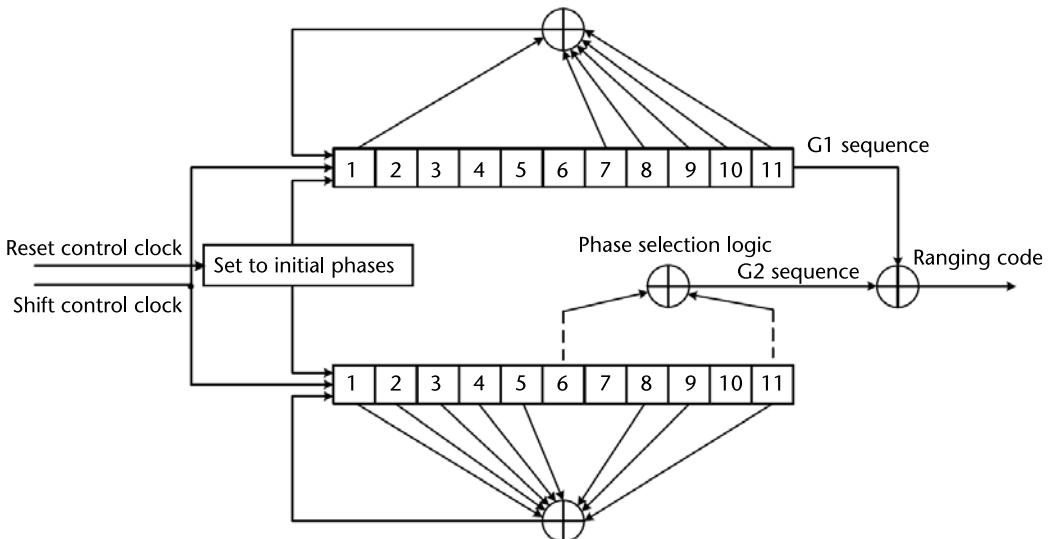 1 2 3 4 5 6 7 8 9 10 11
G1 sequence
Reset control clock
Set to initial phases
Shift control clock
Phase selection logic
G2 sequence
Ranging code
1 2 3 4 5 6 7 8 9 10 11